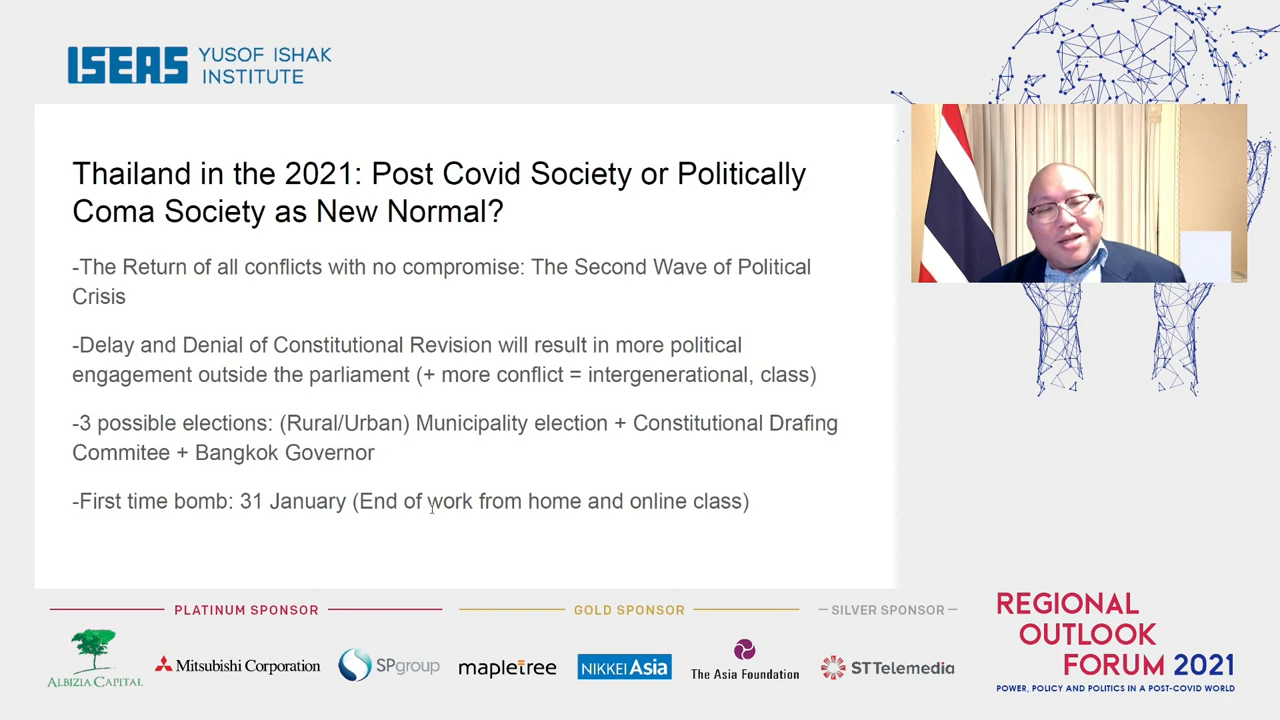 ISEAS YUSOF ISHAK
INSTITUTE
Thailand in the 2021: Post Covid Society or Politically
Coma Society as New Normal?
-The Return of all conflicts with no compromise: The Second Wave of Political
Crisis
-Delay and Denial of Constitutional Revision will result in more political
engagement outside the parliament (+ more conflict = intergenerational, class)
-3 possible elections: (Rural/Urban) Municipality election + Constitutional Drafing
Commitee + Bangkok Governor
-First time bomb: 31 January (End of work from home and online class)
PLATINUM SPONSOR
GOLD SPONSOR
SILVER SPONSOR
ALBIZIA CAPITAL
Mitsubishi Corporation
SPgroup
mapletree
NIKKEI Asia
The Asia Foundation
ST Telemedia
REGIONAL
OUTLOOK
FORUM 2021
POWER, POLICY AND POLITICS IN A POST-COVID WORLD